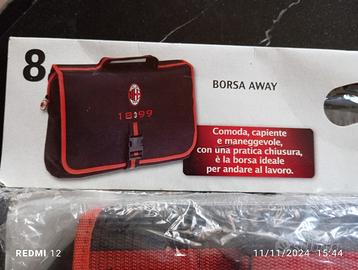 8
BORSA AWAY
1899
Comoda, capiente
e maneggevole,
con una pratica chiusura,
è la borsa ideale
per andare al lavoro.
REDMI 12
11/11/2024 15:44